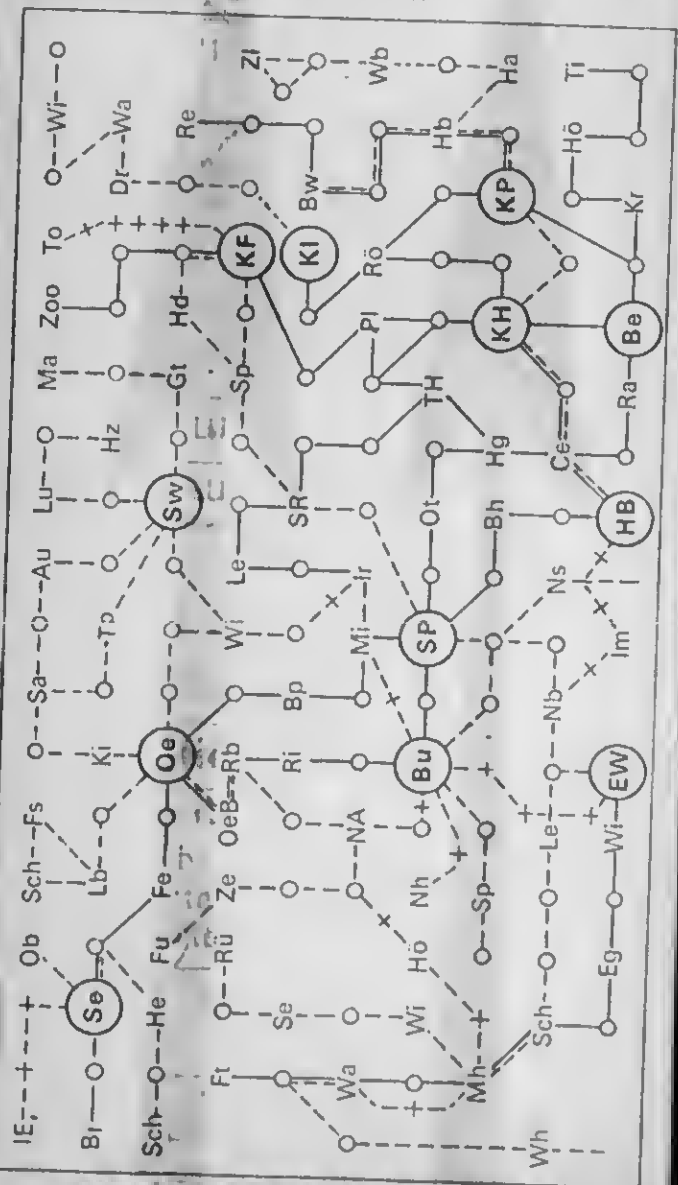 IE Ob Sch Fs Sa Au Lu Ma Zoo To Wi
Br Se Lb Ki Tp Hz Wa
Sch He Fu Fe Oe Sw Gt Hd Dr
Ft Rü Ze OeB Rb Wi Le Sp KF Re Zl
Se Ri Bp SR KI Bw
Wa NA Mi Ir Pl Rö Wb
Wi Hö Nh Bu SP Ot TH Hb
Mh Sp Bh Hg KH KP Ha
Wh Sch Le Nb Ns Ce Hö Ti
Eg Wi EW Im HB Ra Be Kr